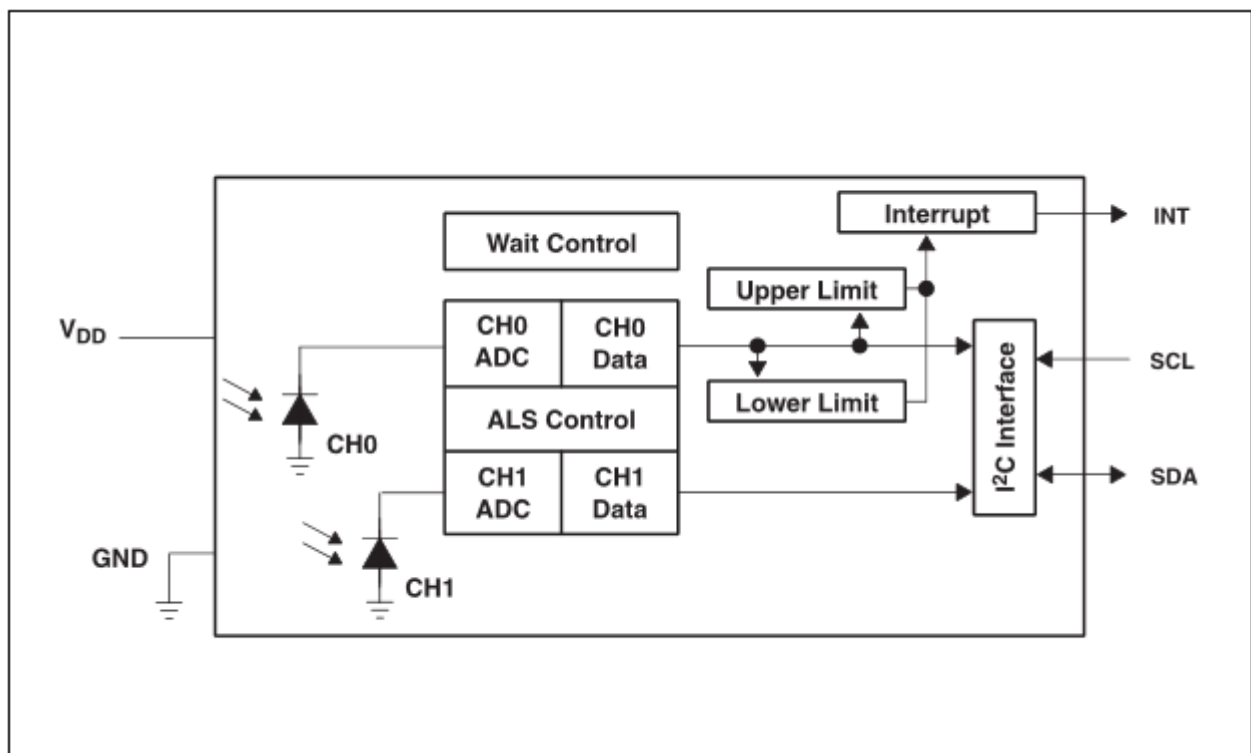 Interrupt
INT
Wait Control
Upper Limit
V_DD
CH0
ADC
CH0
Data
I²C Interface
SCL
Lower Limit
ALS Control
CH0
CH1
ADC
CH1
Data
SDA
GND
CH1